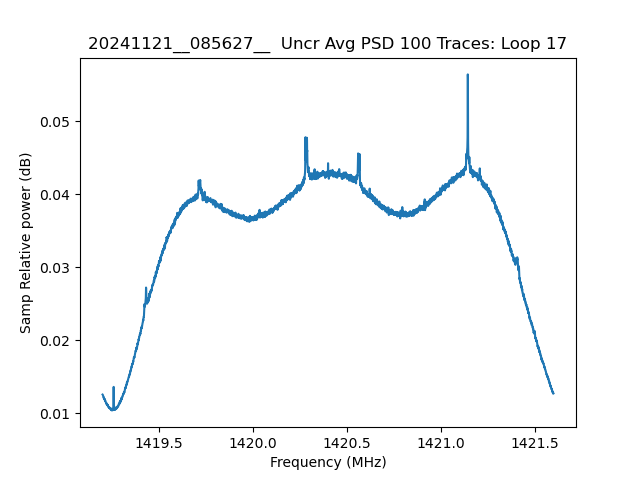 20241121__085627__  Uncr Avg PSD 100 Traces: Loop 17
Samp Relative power (dB)
0.05
0.04
0.03
0.02
0.01
1419.5 1420.0 1420.5 1421.0 1421.5
Frequency (MHz)